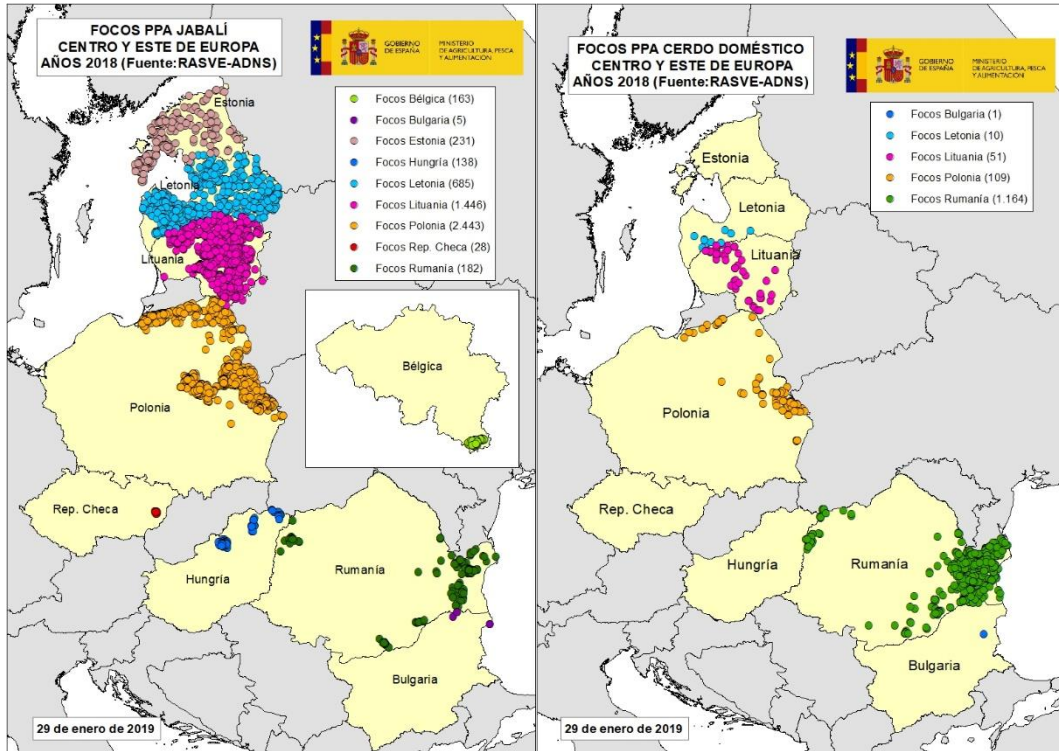 FOCOS PPA JABALÍ
CENTRO Y ESTE DE EUROPA
AÑOS 2018 (Fuente:RASVE-ADNS)
GOBIERNO
DE ESPAÑA
MINISTERIO
DE AGRICULTURA, PESCA
Y ALIMENTACIÓN
Focos Bélgica (163)
Focos Bulgaria (5)
Focos Estonia (231)
Focos Hungría (138)
Focos Letonia (685)
Focos Lituania (1.446)
Focos Polonia (2.443)
Focos Rep. Checa (28)
Focos Rumanía (182)
Estonia
Letonia
Lituania
Bélgica
Polonia
Rep. Checa
Hungría
Rumanía
Bulgaria
29 de enero de 2019
FOCOS PPA CERDO DOMÉSTICO
CENTRO Y ESTE DE EUROPA
AÑOS 2018 (Fuente:RASVE-ADNS)
GOBIERNO
DE ESPAÑA
MINISTERIO
DE AGRICULTURA, PESCA
Y ALIMENTACIÓN
Focos Bulgaria (1)
Focos Letonia (10)
Focos Lituania (51)
Focos Polonia (109)
Focos Rumanía (1.164)
Estonia
Letonia
Lituania
Polonia
Rep. Checa
Hungría
Rumanía
Bulgaria
29 de enero de 2019